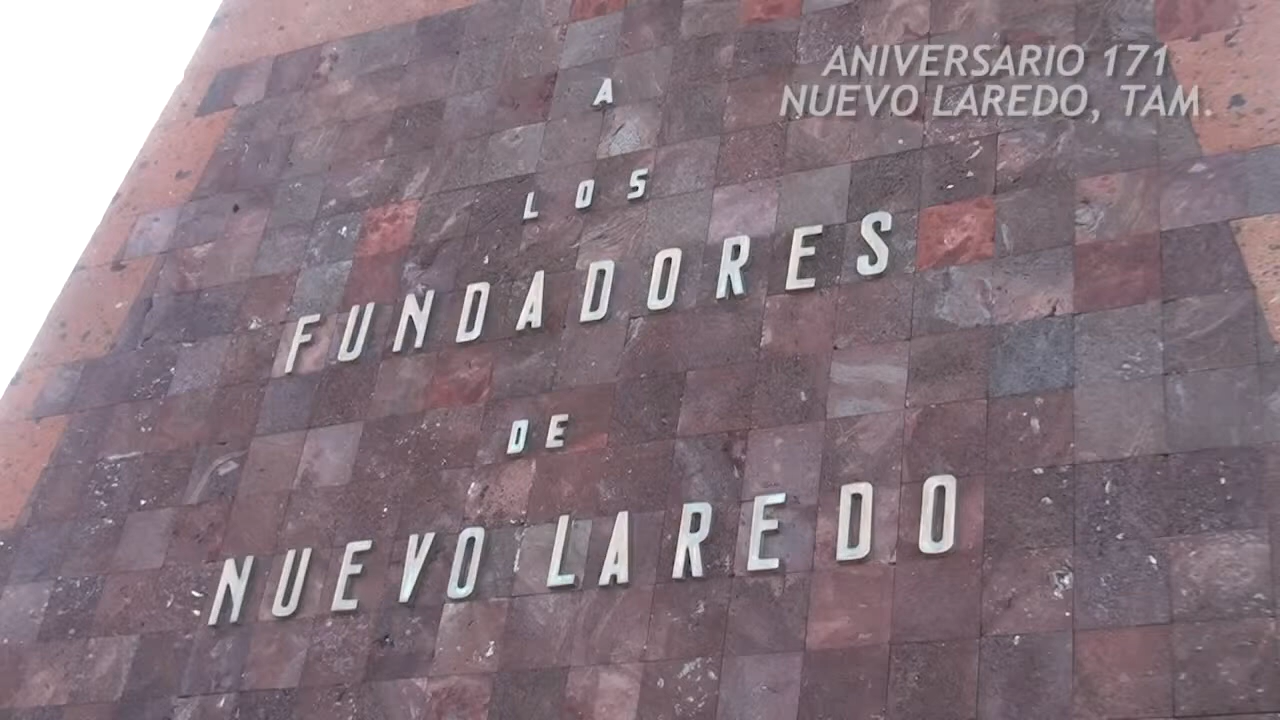 ANIVERSARIO 171
NUEVO LAREDO, TAM.
A
LOS
FUNDADORES
DE
NUEVO LAREDO